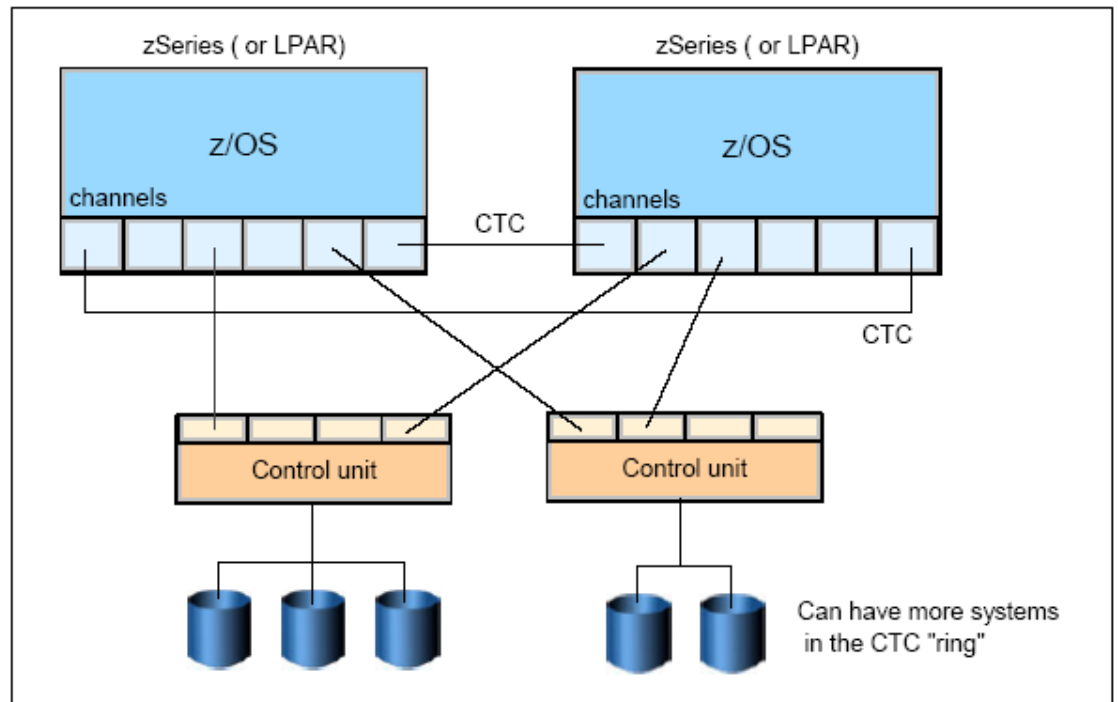 zSeries ( or LPAR)
zSeries ( or LPAR)
z/OS
z/OS
channels
channels
CTC
CTC
Control unit
Control unit
Can have more systems
in the CTC "ring"